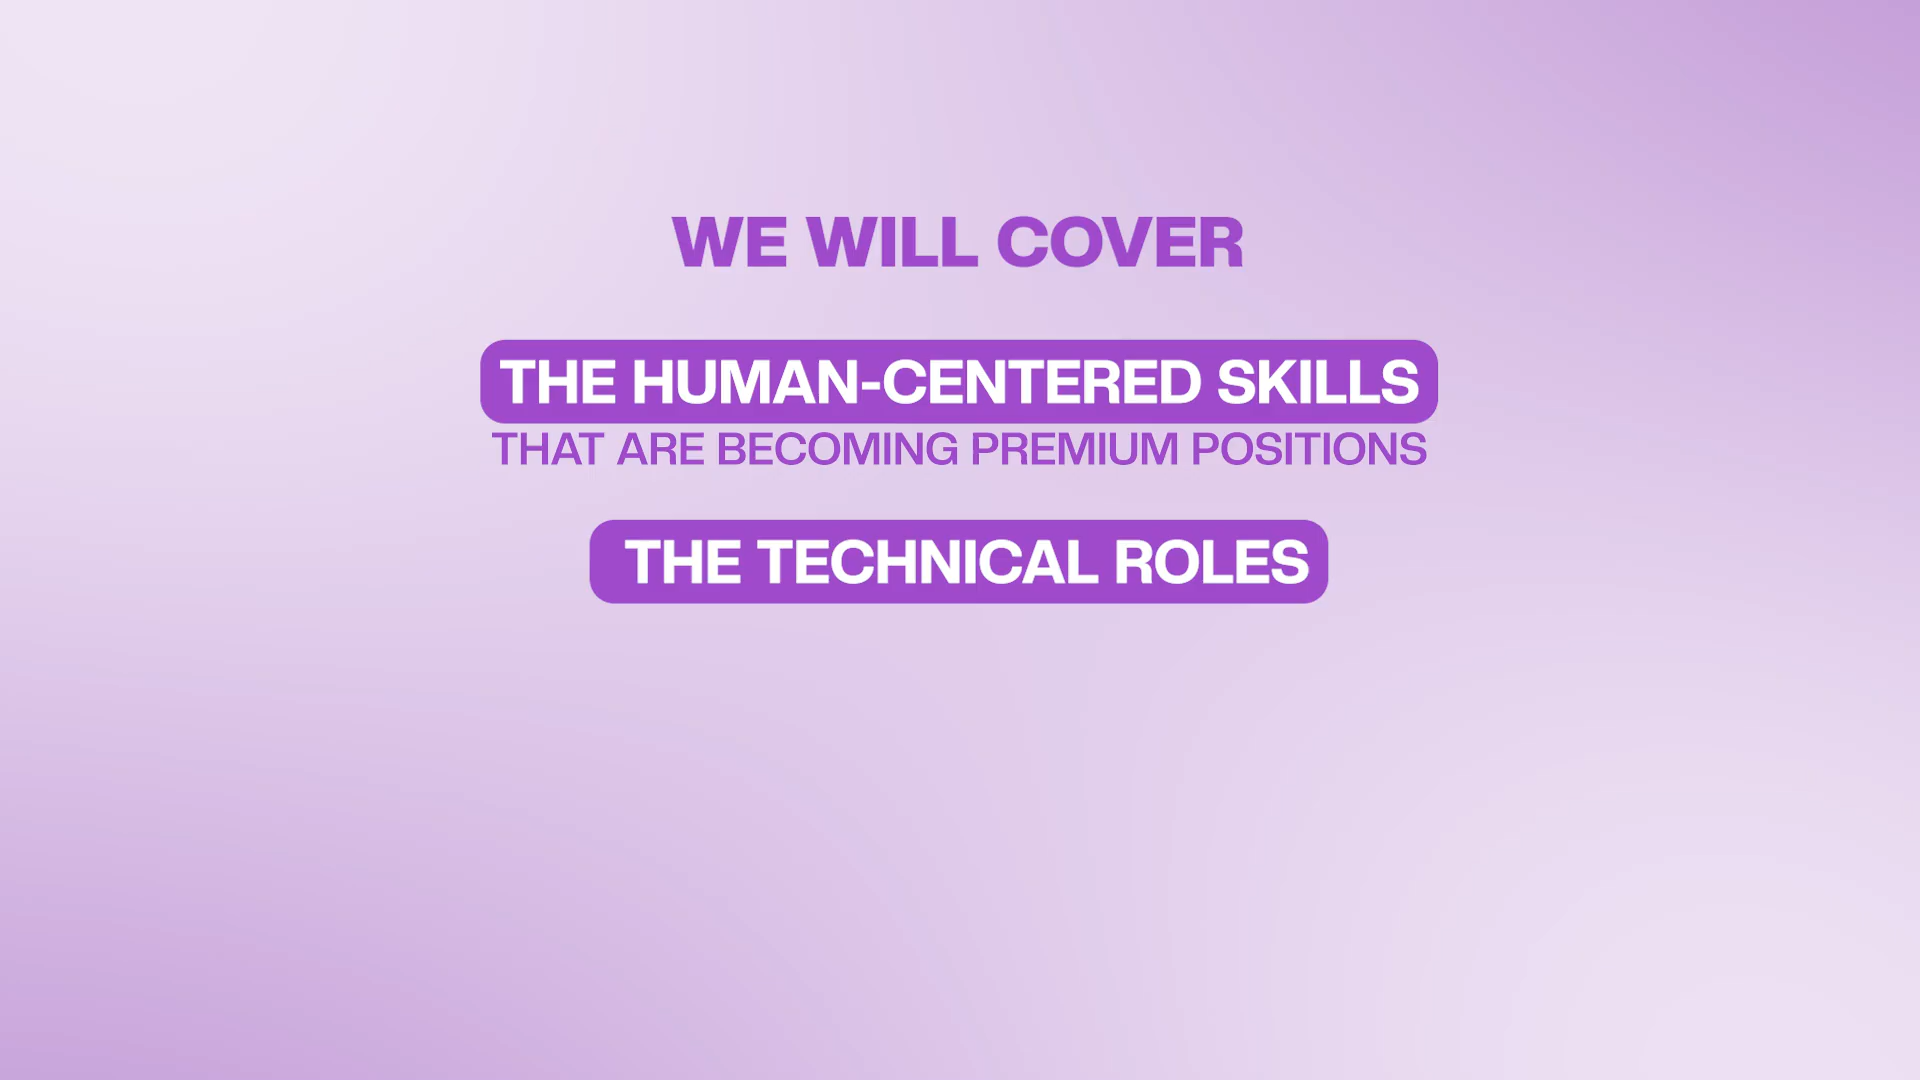 WE WILL COVER
THE HUMAN-CENTERED SKILLS
THAT ARE BECOMING PREMIUM POSITIONS
THE TECHNICAL ROLES